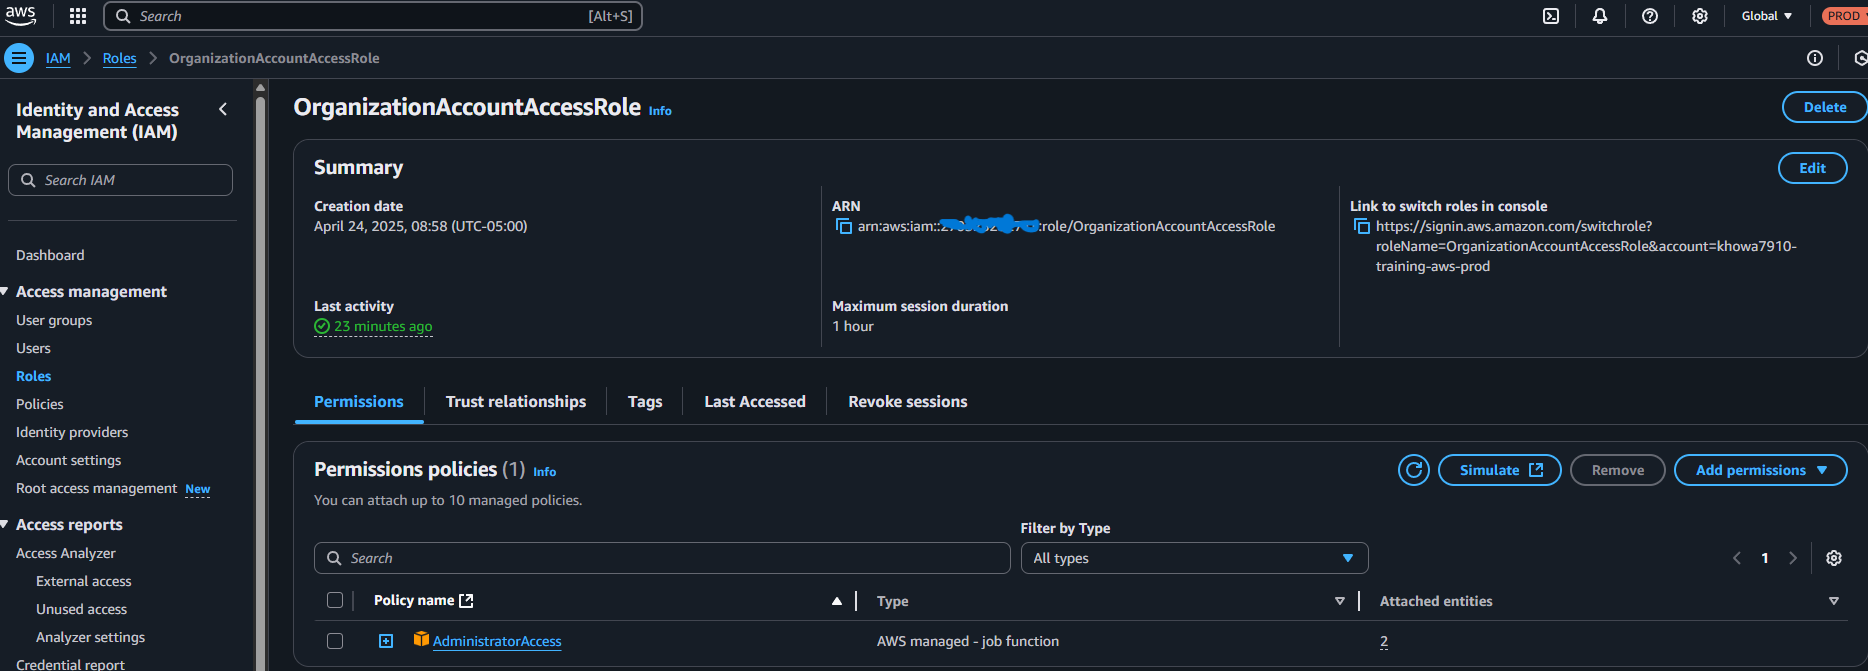 aws
Search
[Alt+S]
Global
PROD
IAM
Roles
OrganizationAccountAccessRole
Identity and Access
Management (IAM)
Search IAM
Dashboard
Access management
User groups
Users
Roles
Policies
Identity providers
Account settings
Root access management New
Access reports
Access Analyzer
External access
Unused access
Analyzer settings
Credential report
OrganizationAccountAccessRole Info
Delete
Summary
Edit
Creation date
April 24, 2025, 08:58 (UTC-05:00)
ARN
arn:aws:iam:: :role/OrganizationAccountAccessRole
Link to switch roles in console
https://signin.aws.amazon.com/switchrole?
roleName=OrganizationAccountAccessRole&account=khowa7910-
training-aws-prod
Last activity
23 minutes ago
Maximum session duration
1 hour
Permissions
Trust relationships
Tags
Last Accessed
Revoke sessions
Permissions policies (1) Info
You can attach up to 10 managed policies.
Simulate
Remove
Add permissions
Filter by Type
Search
All types
1
Policy name
Type
Attached entities
AdministratorAccess
AWS managed - job function
2